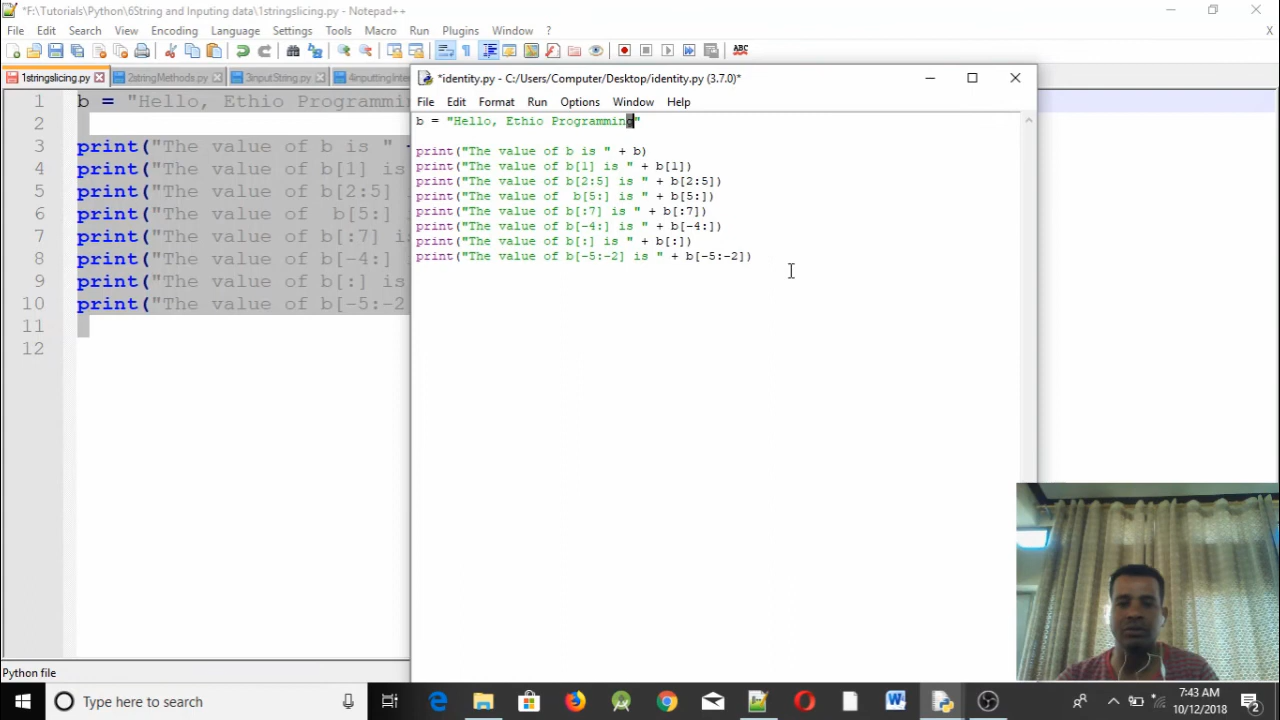 *F:\Tutorials\Python\6String and Inputing data\1stringslicing.py - Notepad++
File Edit Search View Encoding Language Settings Tools Macro Run Plugins Window ? X
1stringslicing.py 2stringMethods.py 3inputString.py 4inputtingInte
1 b = "Hello, Ethio Programmin
2
3 print("The value of b is "
4 print("The value of b[1] is
5 print("The value of b[2:5]
6 print("The value of  b[5:]
7 print("The value of b[:7] i
8 print("The value of b[-4:]
9 print("The value of b[:] is
10 print("The value of b[-5:-2
11
12
*identity.py - C:/Users/Computer/Desktop/identity.py (3.7.0)*
File Edit Format Run Options Window Help
b = "Hello, Ethio Programming"
print("The value of b is " + b)
print("The value of b[1] is " + b[1])
print("The value of b[2:5] is " + b[2:5])
print("The value of  b[5:] is " + b[5:])
print("The value of b[:7] is " + b[:7])
print("The value of b[-4:] is " + b[-4:])
print("The value of b[:] is " + b[:])
print("The value of b[-5:-2] is " + b[-5:-2])
Python file
Type here to search
7:43 AM
10/12/2018
2